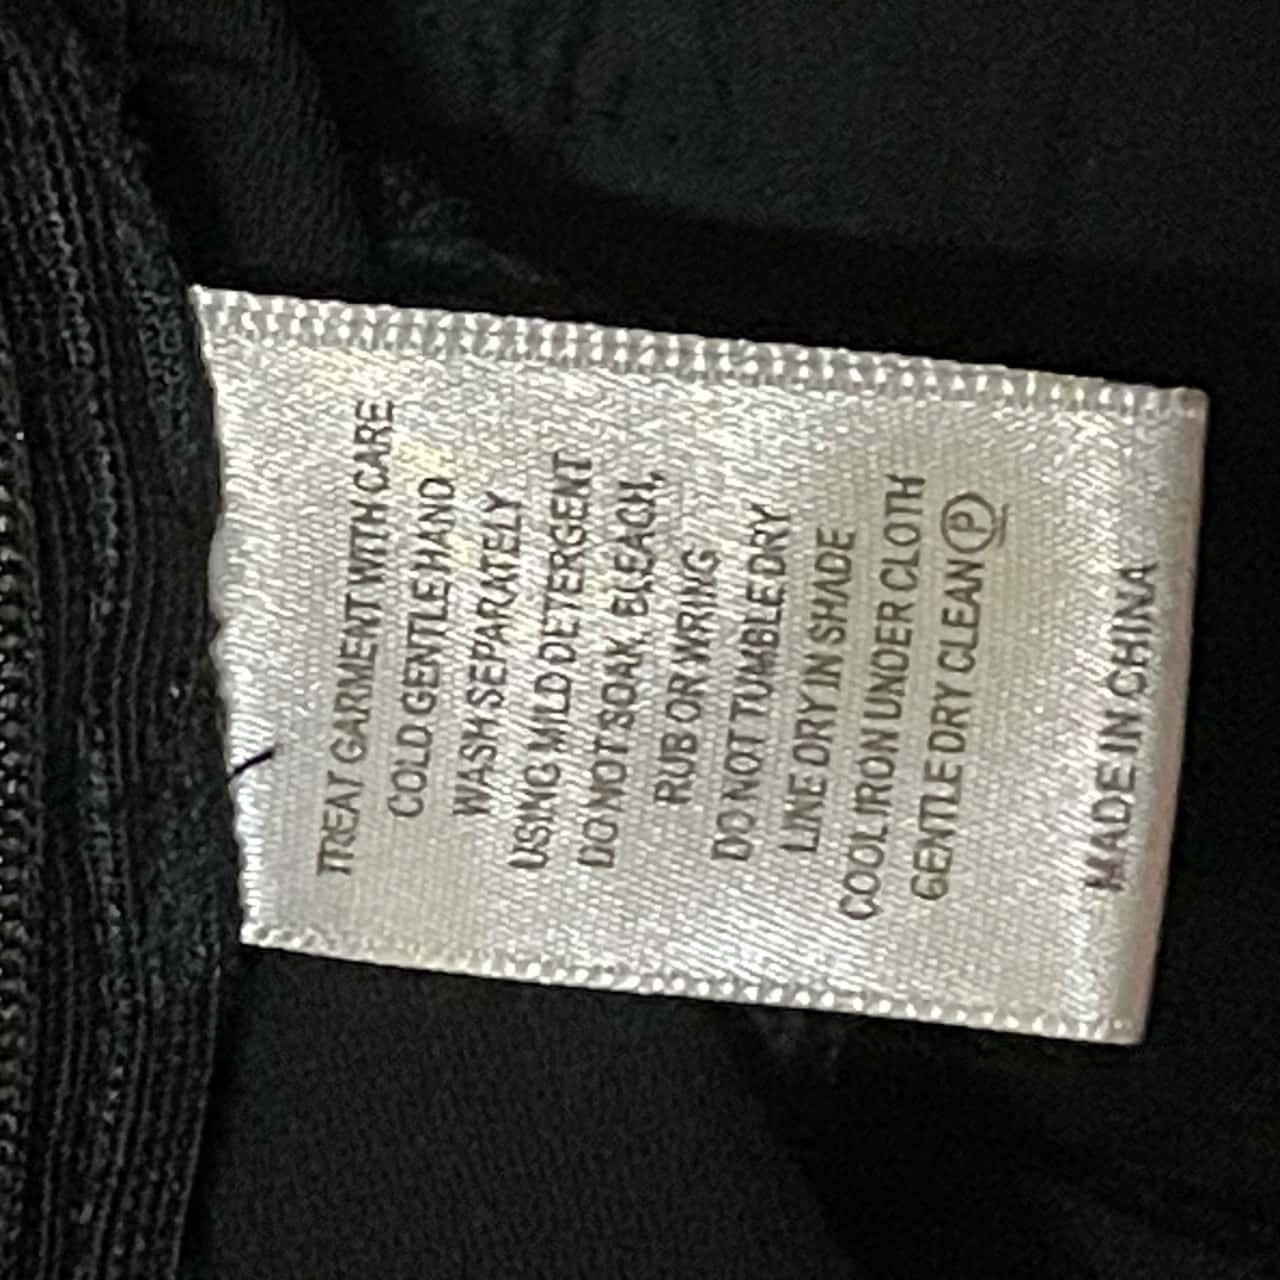 TREAT GARMENT WITH CARE
COLD GENTLE HAND
WASH SEPARATELY
USING MILD DETERGENT
DO NOT SOAK, BLEACH,
RUB OR WRING
DO NOT TUMBLE DRY
LINE DRY IN SHADE
COOL IRON UNDER CLOTH
GENTLE DRY CLEAN Ⓟ
MADE IN CHINA